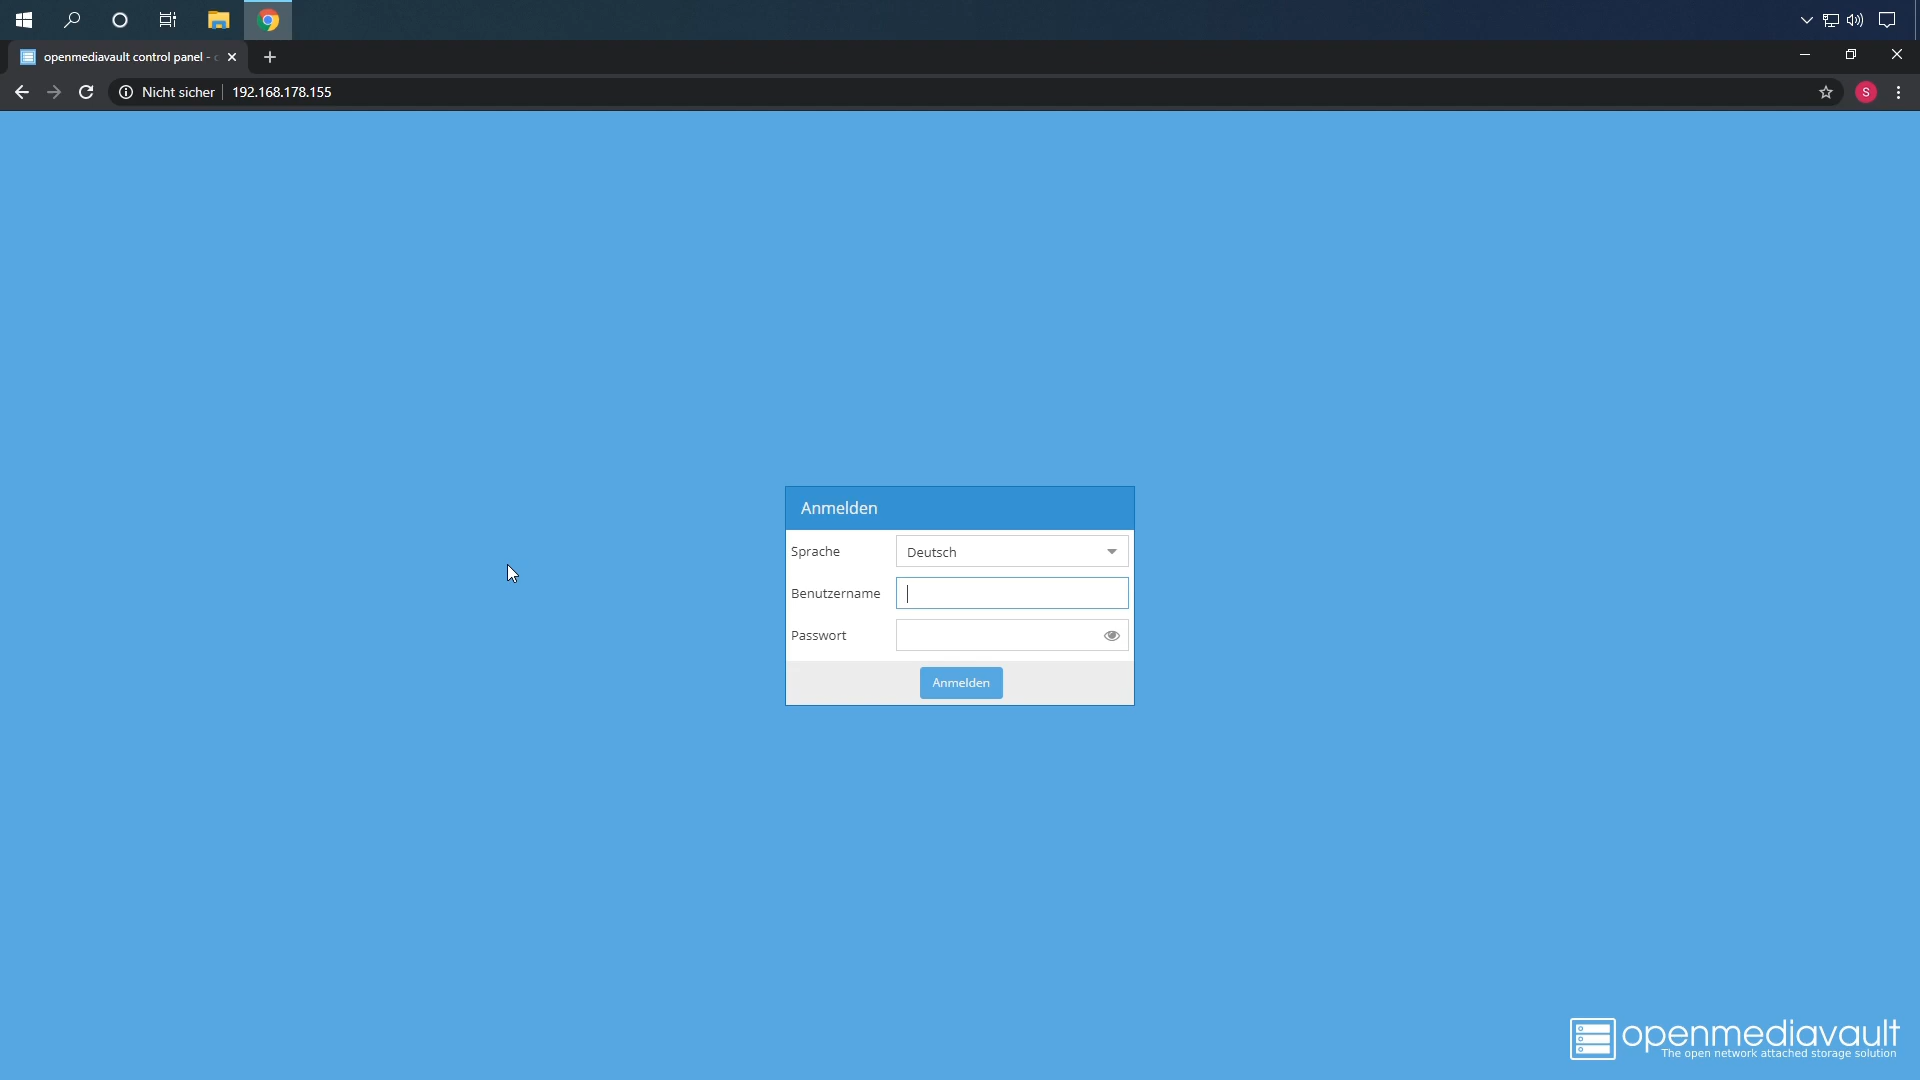 openmediavault control panel -
Nicht sicher 192.168.178.155
S
Anmelden
Sprache Deutsch
Benutzername
Passwort
Anmelden
openmediavault
The open network attached storage solution